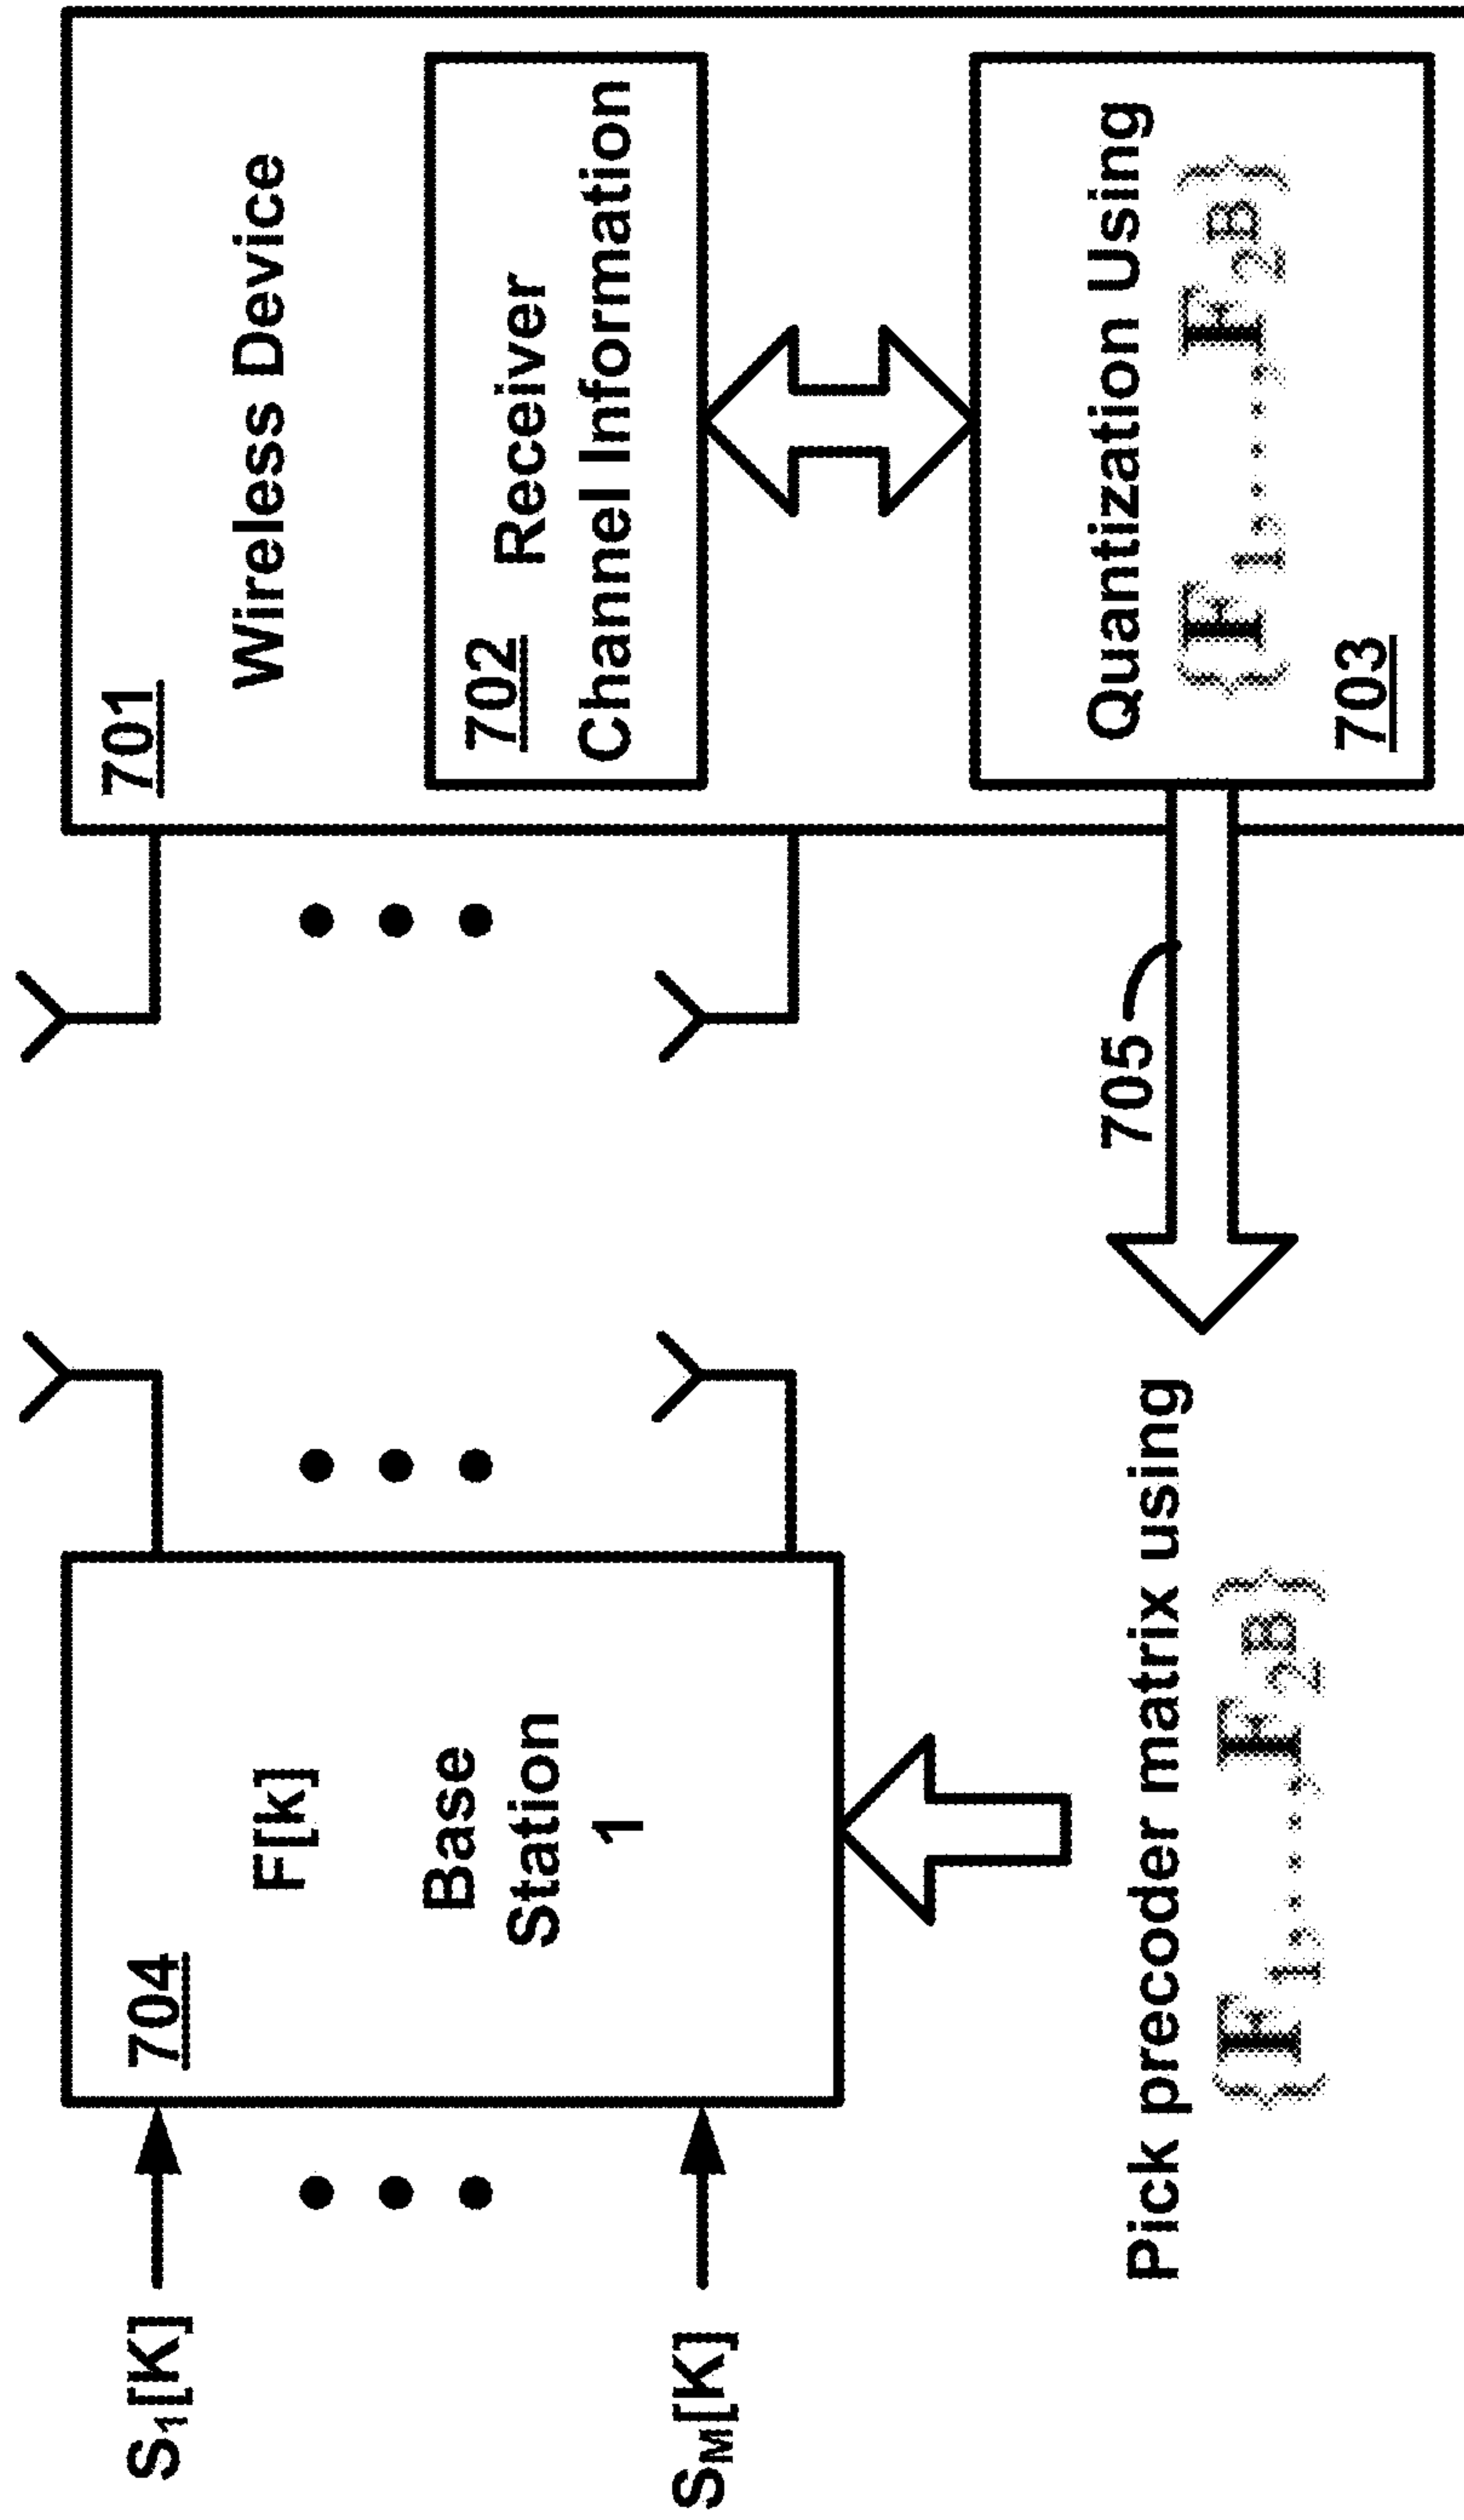 S₁[K]
Sᴍ[K]
704
F[k]
Base
Station
1
Pick precoder matrix using
{F₁,...,F₂ᴮ}
701
Wireless Device
702
Receiver
Channel Information
Quantization Using
{F₁,...,F₂ᴮ}
703
705